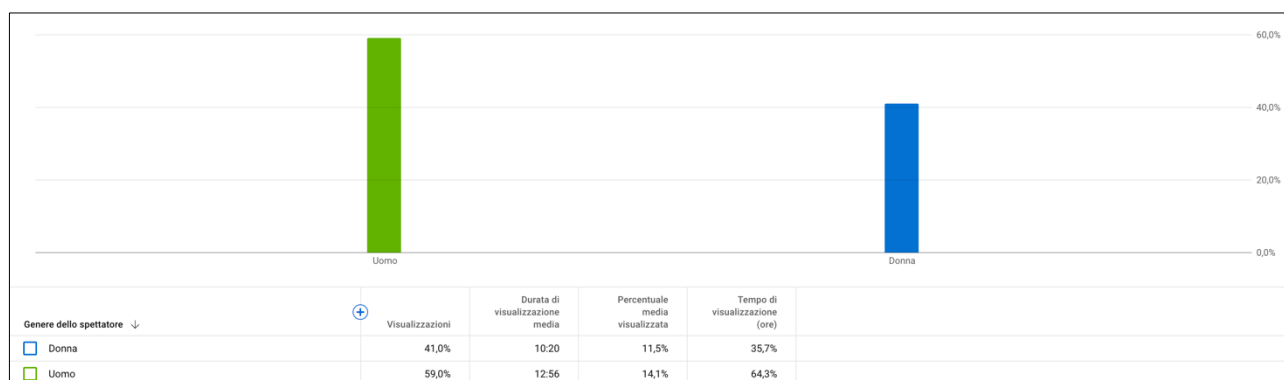 60,0%
40,0%
20,0%
0,0%
Uomo Donna
Genere dello spettatore ↓
Visualizzazioni
Durata di
visualizzazione
media
Percentuale
media
visualizzata
Tempo di
visualizzazione
(ore)
Donna 41,0% 10:20 11,5% 35,7%
Uomo 59,0% 12:56 14,1% 64,3%